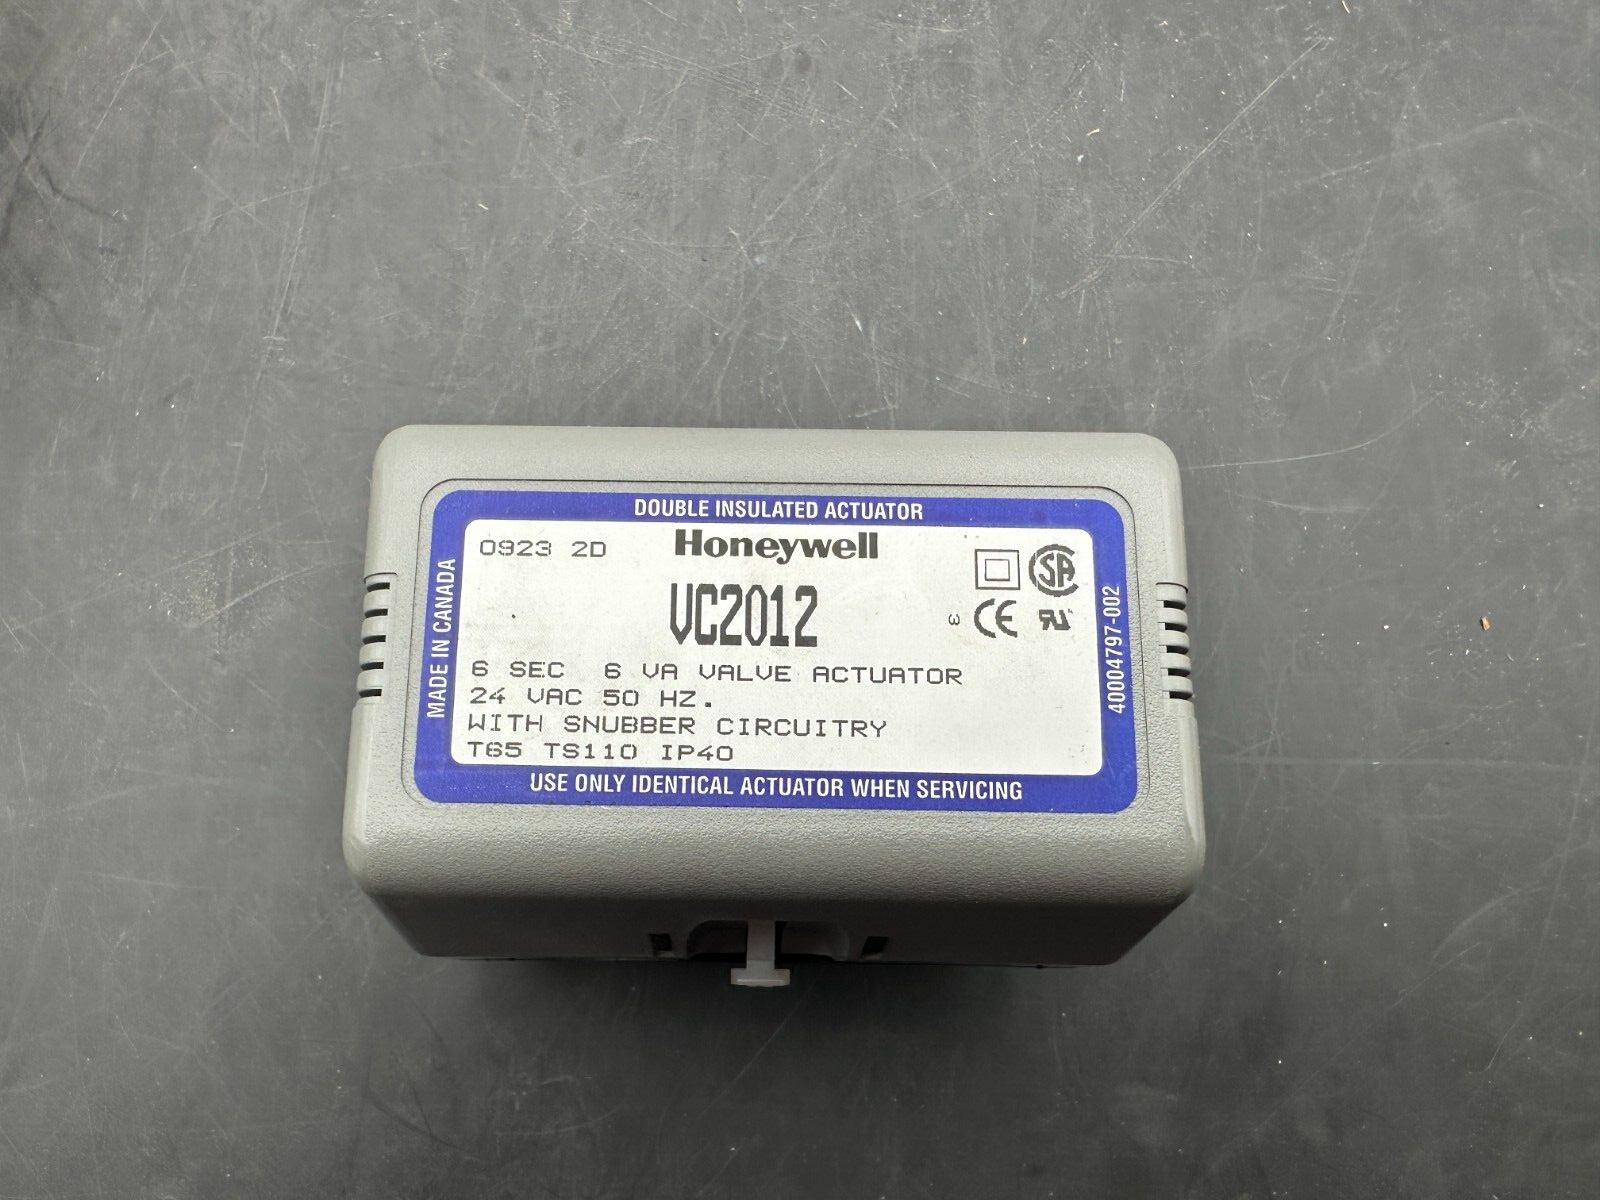 DOUBLE INSULATED ACTUATOR
0923 2D
Honeywell
VC2012
6 SEC 6 VA VALVE ACTUATOR
24 VAC 50 HZ.
WITH SNUBBER CIRCUITRY
T65 TS110 IP40
MADE IN CANADA
SA
CE
40004797-002
USE ONLY IDENTICAL ACTUATOR WHEN SERVICING